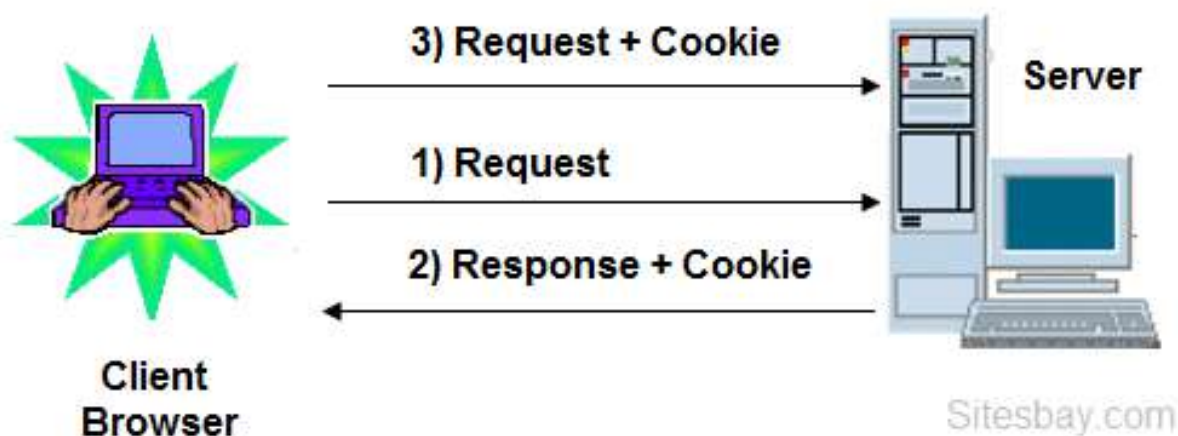 3) Request + Cookie
Server
1) Request
2) Response + Cookie
Client
Browser
Sitesbay.com